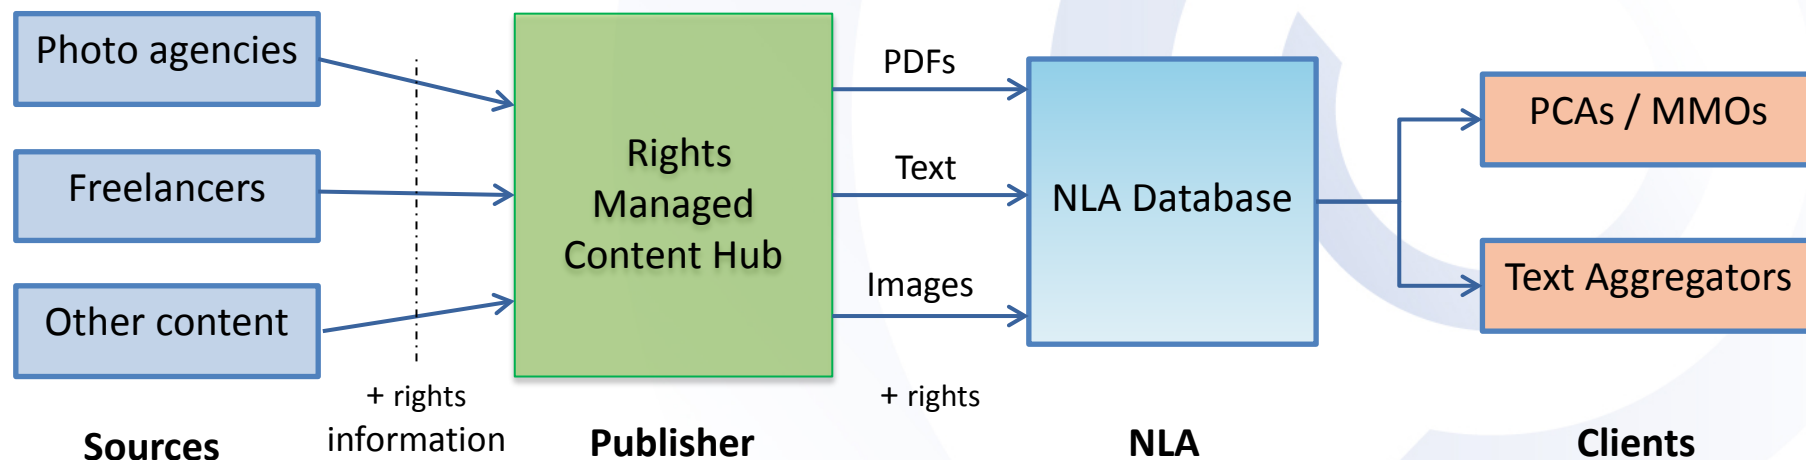 Photo agencies
Freelancers
Other content
+ rights
information
Sources
Rights
Managed
Content Hub
Publisher
PDFs
Text
Images
+ rights
NLA Database
NLA
PCAs / MMOs
Text Aggregators
Clients